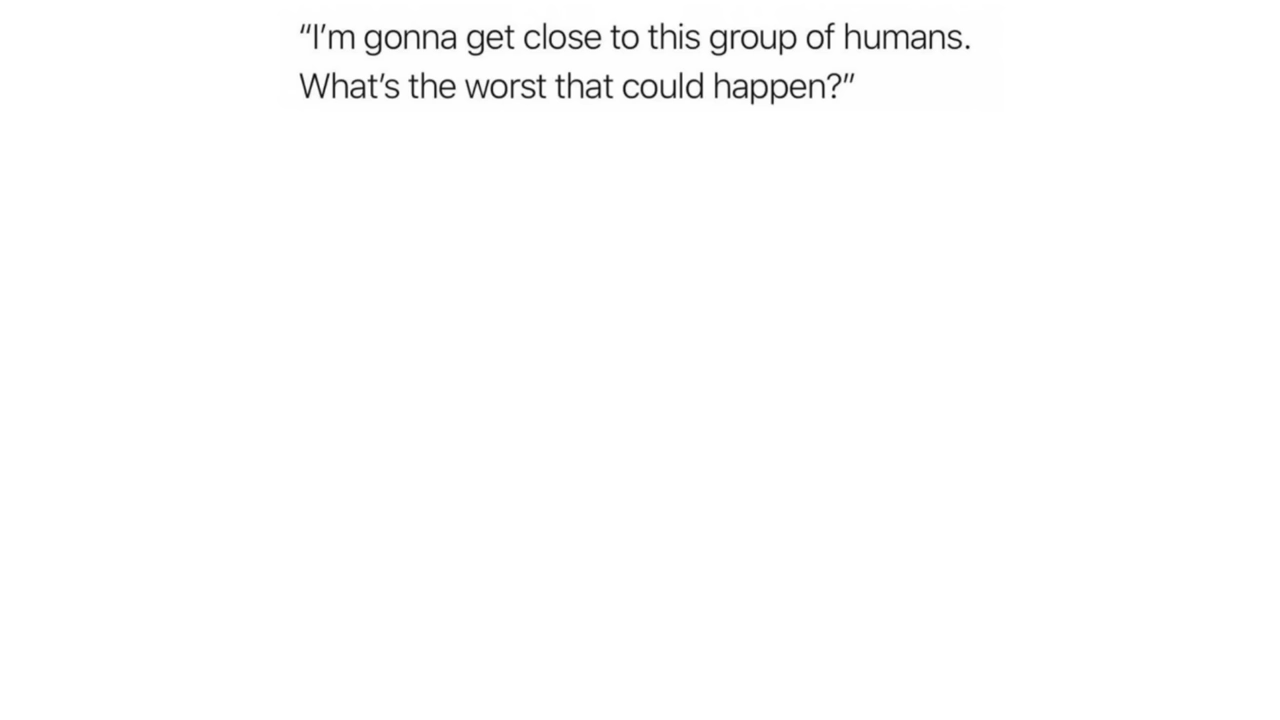 “I’m gonna get close to this group of humans.
What’s the worst that could happen?”